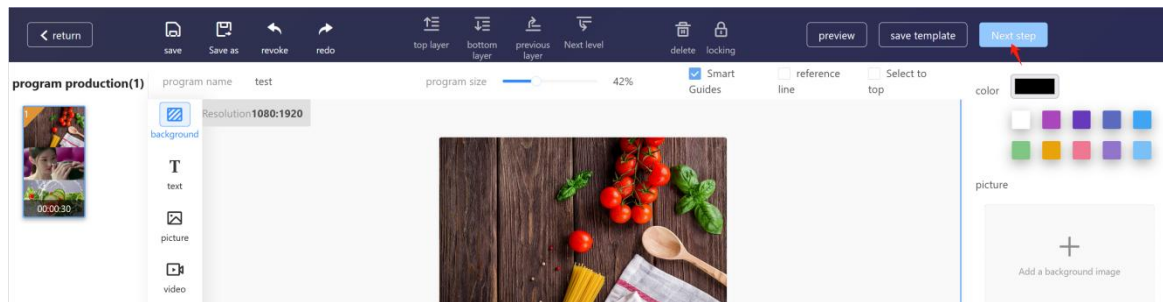 return
save
Save as
revoke
redo
top layer
bottom layer
previous layer
Next level
delete
locking
preview
save template
Next step
program production(1)
program name test
program size 42%
Smart Guides
reference line
Select to top
color
1
Resolution1080:1920
background
text
picture
video
00:00:30
picture
Add a background image